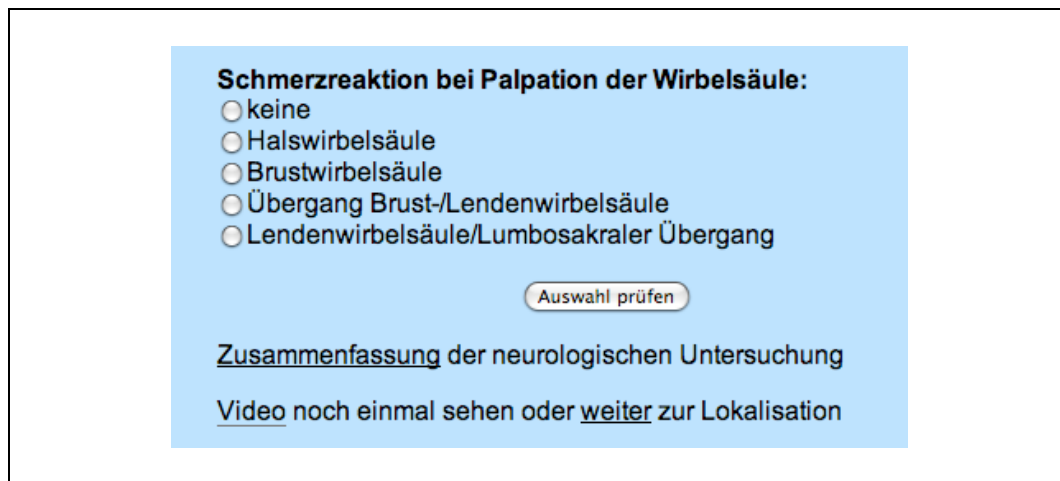 Schmerzreaktion bei Palpation der Wirbelsäule:
keine
Halswirbelsäule
Brustwirbelsäule
Übergang Brust-/Lendenwirbelsäule
Lendenwirbelsäule/Lumbosakraler Übergang
Auswahl prüfen
Zusammenfassung der neurologischen Untersuchung
Video noch einmal sehen oder weiter zur Lokalisation